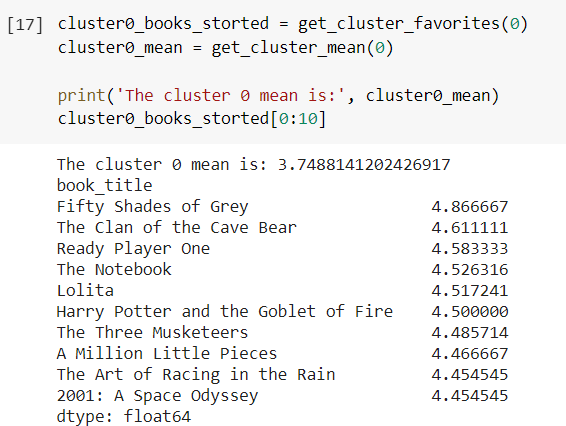 [17] cluster0_books_storted = get_cluster_favorites(0)
cluster0_mean = get_cluster_mean(0)
print('The cluster 0 mean is:', cluster0_mean)
cluster0_books_storted[0:10]
The cluster 0 mean is: 3.7488141202426917
book_title
Fifty Shades of Grey 4.866667
The Clan of the Cave Bear 4.611111
Ready Player One 4.583333
The Notebook 4.526316
Lolita 4.517241
Harry Potter and the Goblet of Fire 4.500000
The Three Musketeers 4.485714
A Million Little Pieces 4.466667
The Art of Racing in the Rain 4.454545
2001: A Space Odyssey 4.454545
dtype: float64